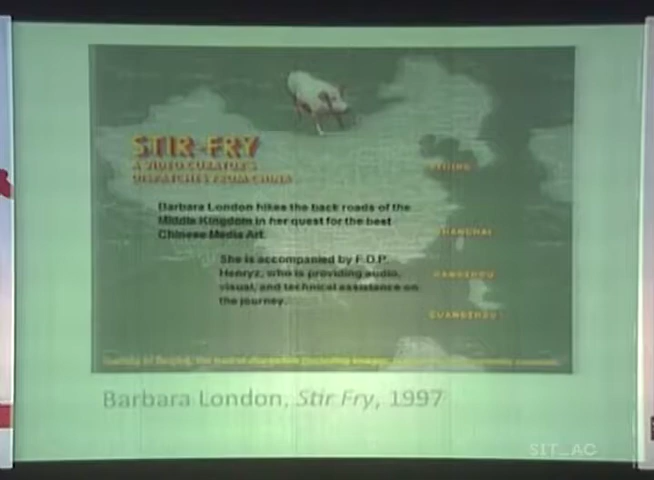 STIR-FRY
A VIDEO CURATOR'S
DISPATCHES FROM CHINA
Barbara London hikes the back roads of the
Middle Kingdom in her quest for the best
Chinese Media Art.
She is accompanied by F.O.P.
Henryz, who is providing audio,
visual, and technical assistance on
the journey.
SHANGHAI
HANGZHOU
GUANGZHOU
Barbara London, Stir Fry, 1997
SIT_AC